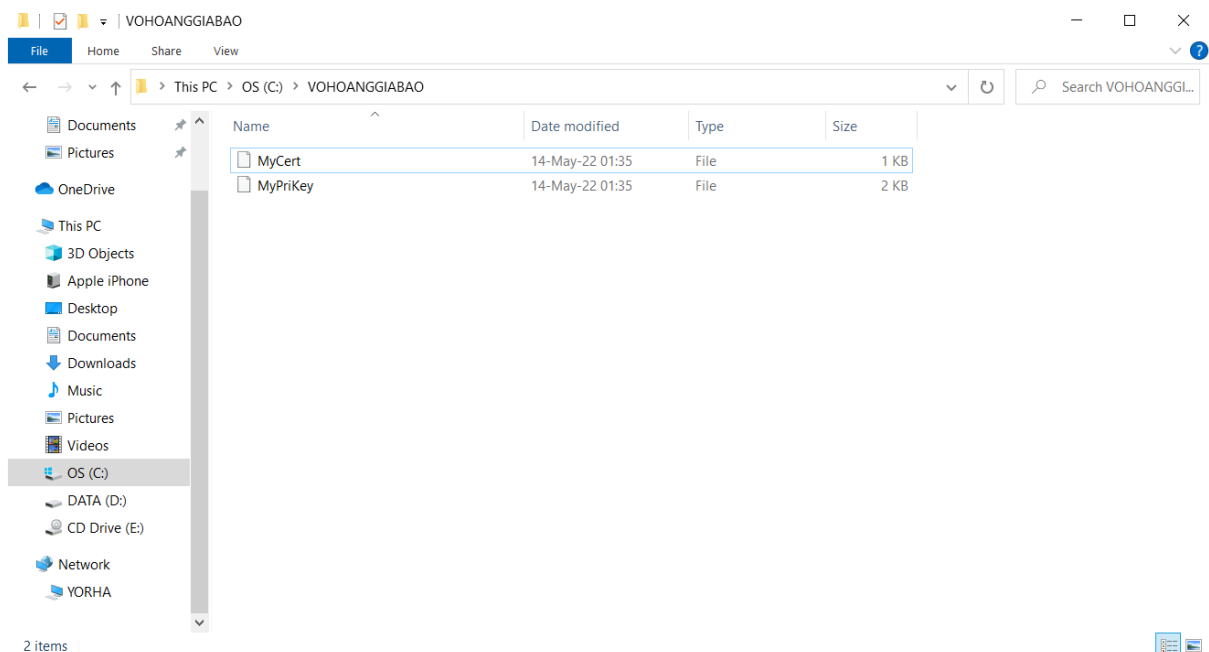 VOHOANGGIABAO
File Home Share View
This PC > OS (C:) > VOHOANGGIABAO
Search VOHOANGGI...
Name Date modified Type Size
MyCert 14-May-22 01:35 File 1 KB
MyPriKey 14-May-22 01:35 File 2 KB
Documents
Pictures
OneDrive
This PC
3D Objects
Apple iPhone
Desktop
Documents
Downloads
Music
Pictures
Videos
OS (C:)
DATA (D:)
CD Drive (E:)
Network
YORHA
2 items